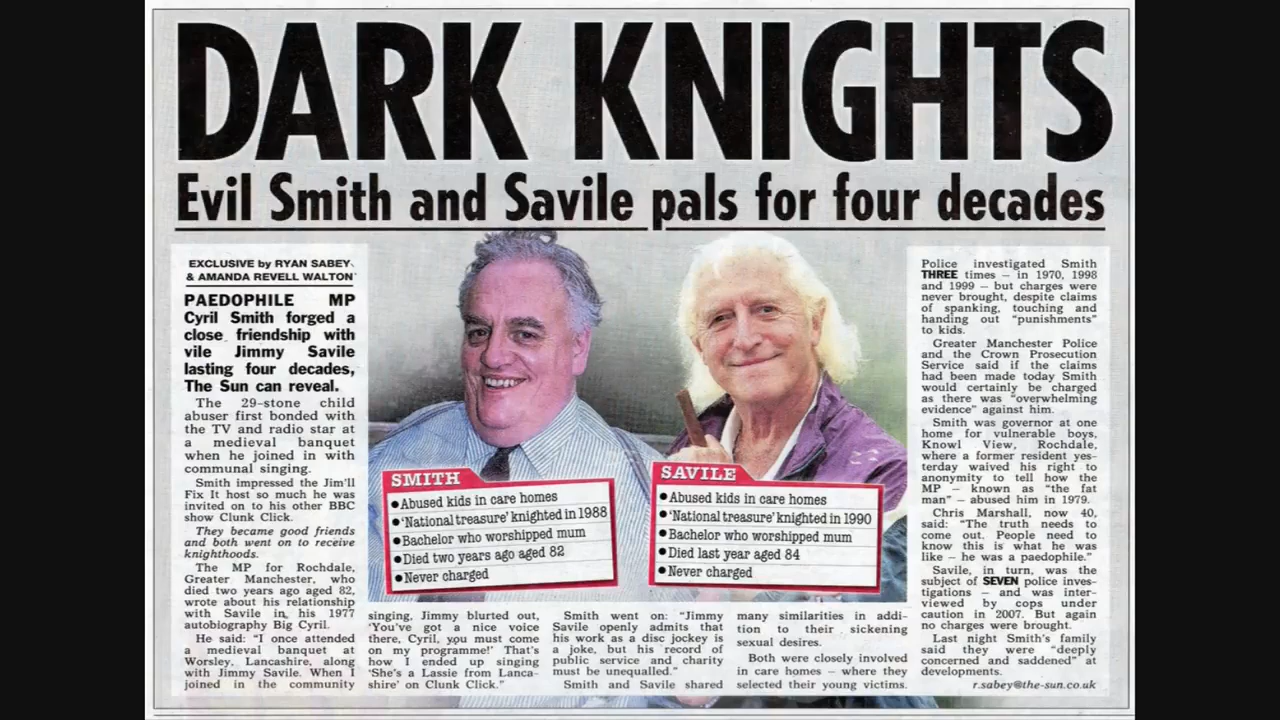 DARK KNIGHTS
Evil Smith and Savile pals for four decades
EXCLUSIVE by RYAN SABEY
& AMANDA REVELL WALTON
PAEDOPHILE MP
Cyril Smith forged a
close friendship with
vile Jimmy Savile
lasting four decades,
The Sun can reveal.
The 29-stone child
abuser first bonded with
the TV and radio star at
a medieval banquet
when he joined in with
communal singing.
Smith impressed the Jim'll
Fix It host so much he was
invited on to his other BBC
show Clunk Click.
They became good friends
and both went on to receive
knighthoods.
The MP for Rochdale,
Greater Manchester, who
died two years ago aged 82,
wrote about his relationship
with Savile in his 1977
autobiography Big Cyril.
He said: "I once attended
a medieval banquet at
Worsley, Lancashire, along
with Jimmy Savile. When I
joined in the community
SMITH
● Abused kids in care homes
● 'National treasure' knighted in 1988
● Bachelor who worshipped mum
● Died two years ago aged 82
● Never charged
SAVILE
● Abused kids in care homes
● 'National treasure' knighted in 1990
● Bachelor who worshipped mum
● Died last year aged 84
● Never charged
singing, Jimmy blurted out,
'You've got a nice voice
there, Cyril, you must come
on my programme!' That's
how I ended up singing
'She's a Lassie from Lanca-
shire' on Clunk Click."
Smith went on: "Jimmy
Savile openly admits that
his work as a disc jockey is
a joke, but his record of
public service and charity
must be unequalled."
Smith and Savile shared
many similarities in addi-
tion to their sickening
sexual desires.
Both were closely involved
in care homes – where they
selected their young victims.
Police investigated Smith
THREE times – in 1970, 1998
and 1999 – but charges were
never brought, despite claims
of spanking, touching and
handing out "punishments"
to kids.
Greater Manchester Police
and the Crown Prosecution
Service said if the claims
had been made today Smith
would certainly be charged
as there was "overwhelming
evidence" against him.
Smith was governor at one
home for vulnerable boys,
Knowl View, Rochdale,
where a former resident yes-
terday waived his right to
anonymity to tell how the
MP – known as "the fat
man" – abused him in 1979.
Chris Marshall, now 40,
said: "The truth needs to
come out. People need to
know this is what he was
like – he was a paedophile."
Savile, in turn, was the
subject of SEVEN police inves-
tigations – and was inter-
viewed by cops under
caution in 2007. But again
no charges were brought.
Last night Smith's family
said they were "deeply
concerned and saddened" at
developments.
r.sabey@the-sun.co.uk